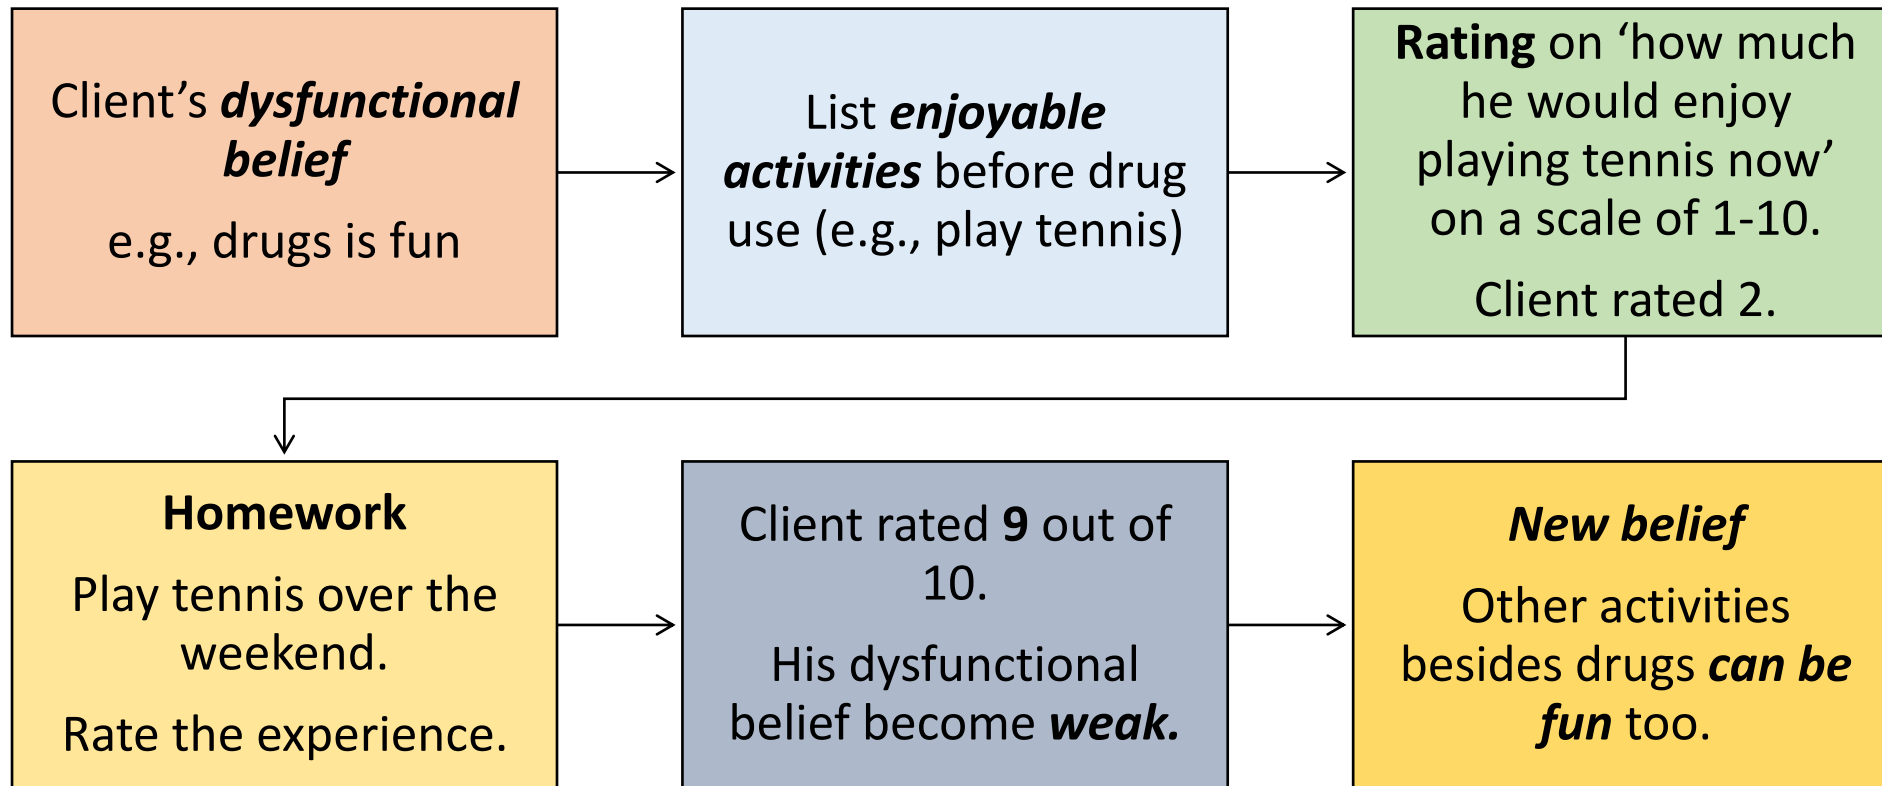 Client’s dysfunctional
belief
e.g., drugs is fun
List enjoyable
activities before drug
use (e.g., play tennis)
Rating on ‘how much
he would enjoy
playing tennis now’
on a scale of 1-10.
Client rated 2.
Homework
Play tennis over the
weekend.
Rate the experience.
Client rated 9 out of
10.
His dysfunctional
belief become weak.
New belief
Other activities
besides drugs can be
fun too.